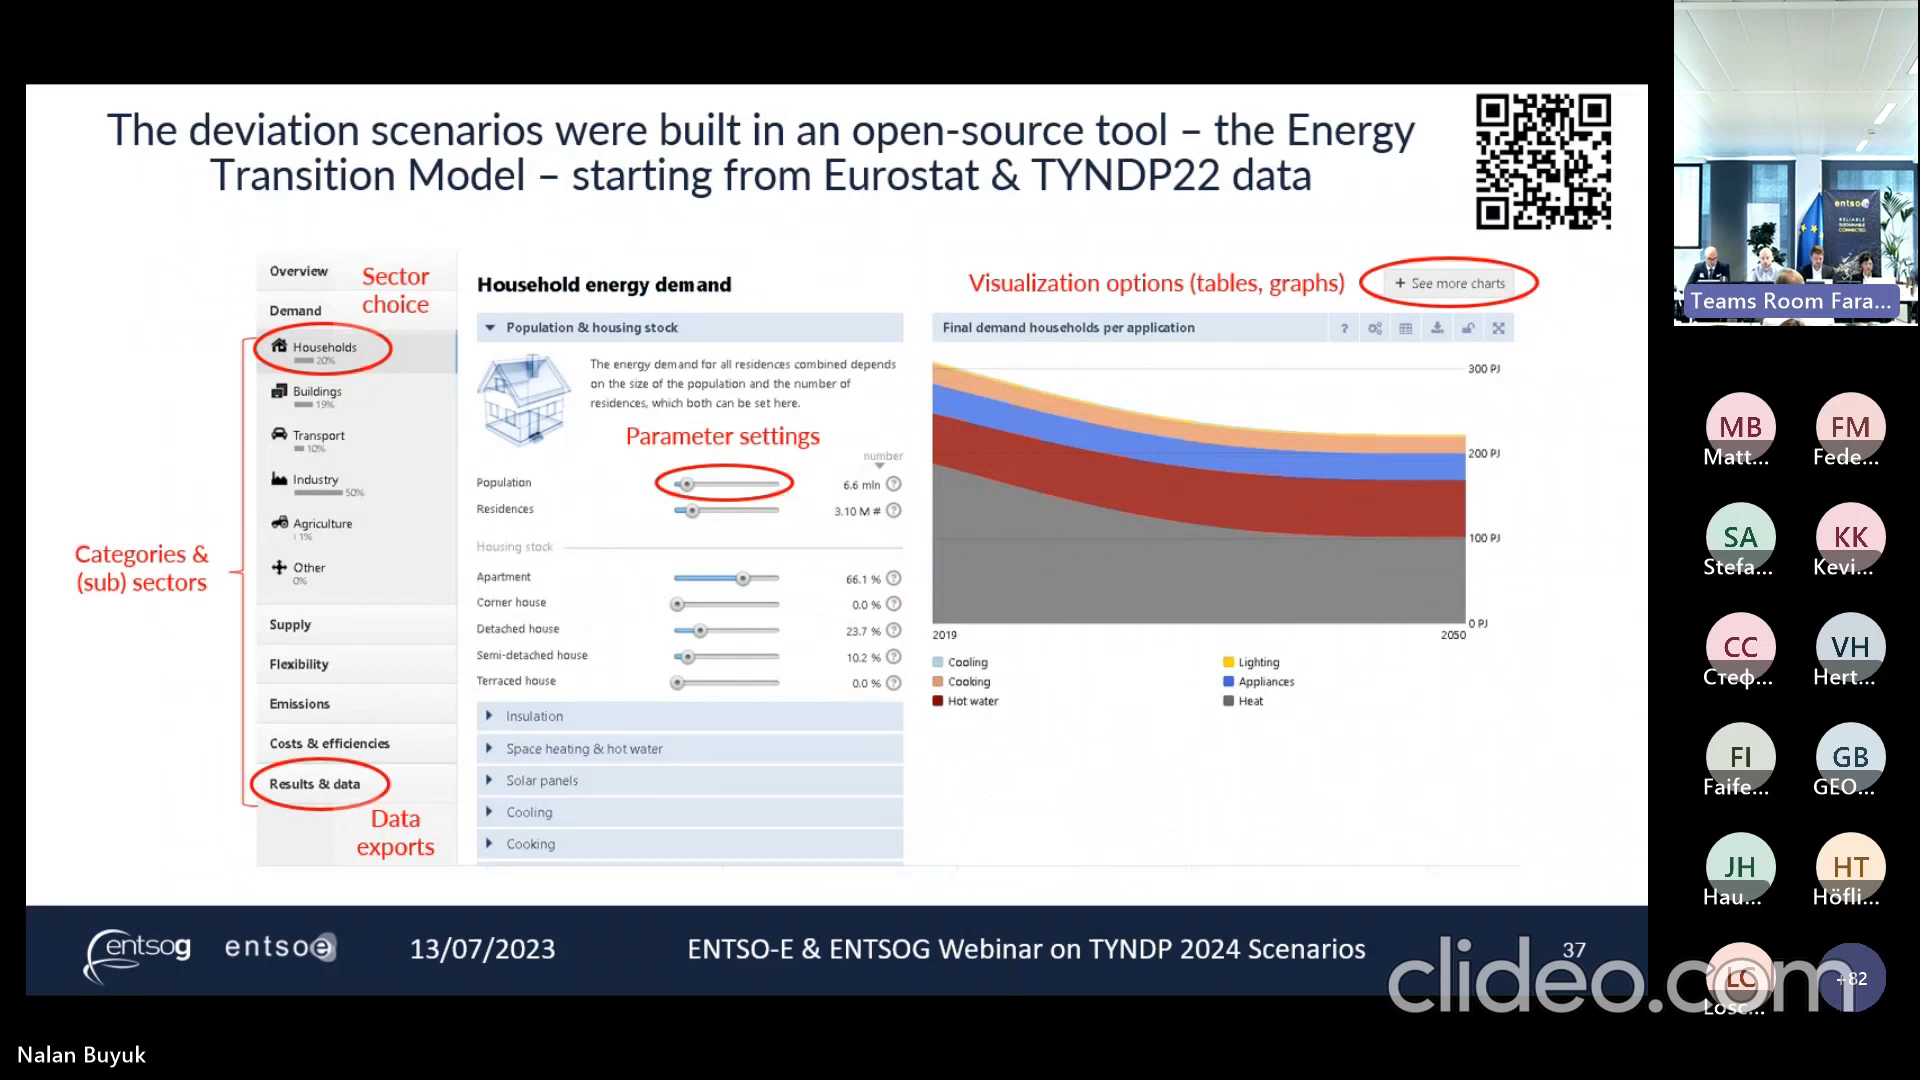 The deviation scenarios were built in an open-source tool – the Energy
Transition Model – starting from Eurostat & TYNDP22 data
Overview
Sector
choice
Demand
Households
20%
Buildings
19%
Transport
10%
Industry
50%
Agriculture
1%
Other
0%
Categories &
(sub) sectors
Supply
Flexibility
Emissions
Costs & efficiencies
Results & data
Data
exports
Household energy demand
Population & housing stock
The energy demand for all residences combined depends
on the size of the population and the number of
residences, which both can be set here.
Parameter settings
number
Population 6.6 mln ?
Residences 3.10 M # ?
Housing stock
Apartment 66.1 % ?
Corner house 0.0 % ?
Detached house 23.7 % ?
Semi-detached house 10.2 % ?
Terraced house 0.0 % ?
Insulation
Space heating & hot water
Solar panels
Cooling
Cooking
Visualization options (tables, graphs)
+ See more charts
Final demand households per application ?
300 PJ
200 PJ
100 PJ
0 PJ
2019 2050
Cooling Lighting
Cooking Appliances
Hot water Heat
entsog entsoe 13/07/2023 ENTSO-E & ENTSOG Webinar on TYNDP 2024 Scenarios 37
clideo.com
entsoe
RELIABLE
SUSTAINABLE
CONNECTED
Teams Room Fara...
MB FM
Matt... Fede...
SA KK
Stefa... Kevi...
CC VH
Стеф... Hert...
FI GB
Faife... GEO...
JH HT
Hau... Höfli...
LC +82
Losc...
Nalan Buyuk